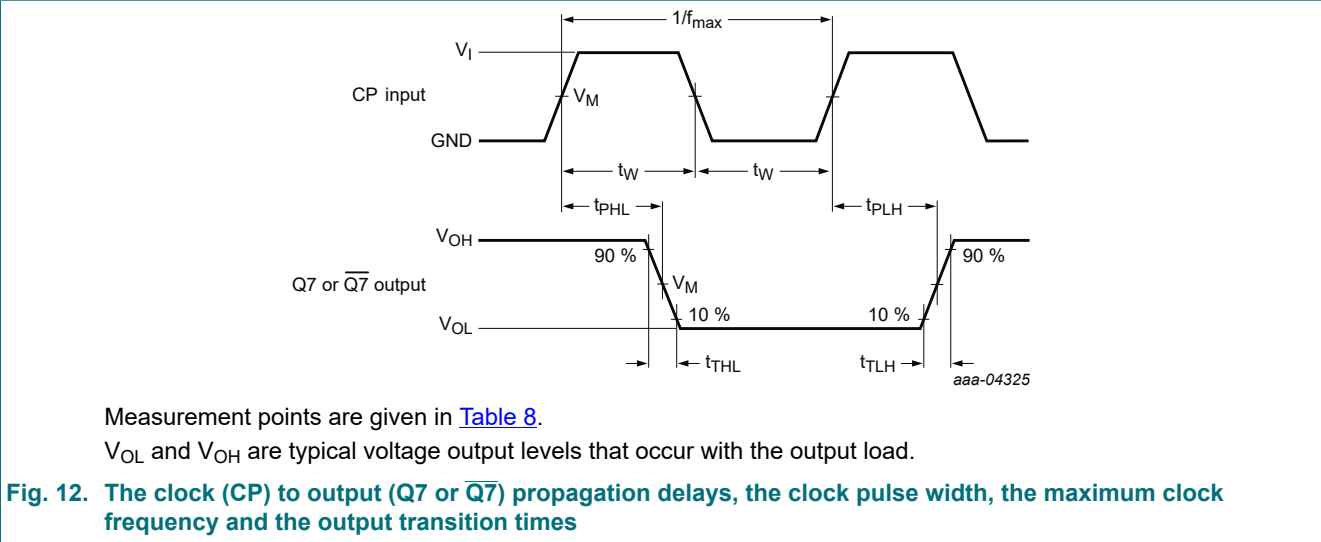 1/fmax
VI
CP input
VM
GND
tW
tW
tPHL
tPLH
VOH
90 %
90 %
Q7 or Q7̅ output
VM
10 %
10 %
VOL
tTHL
tTLH
aaa-04325
Measurement points are given in Table 8.
VOL and VOH are typical voltage output levels that occur with the output load.
Fig. 12. The clock (CP) to output (Q7 or Q7̅) propagation delays, the clock pulse width, the maximum clock
frequency and the output transition times